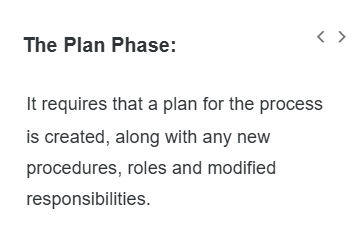 The Plan Phase:
It requires that a plan for the process
is created, along with any new
procedures, roles and modified
responsibilities.